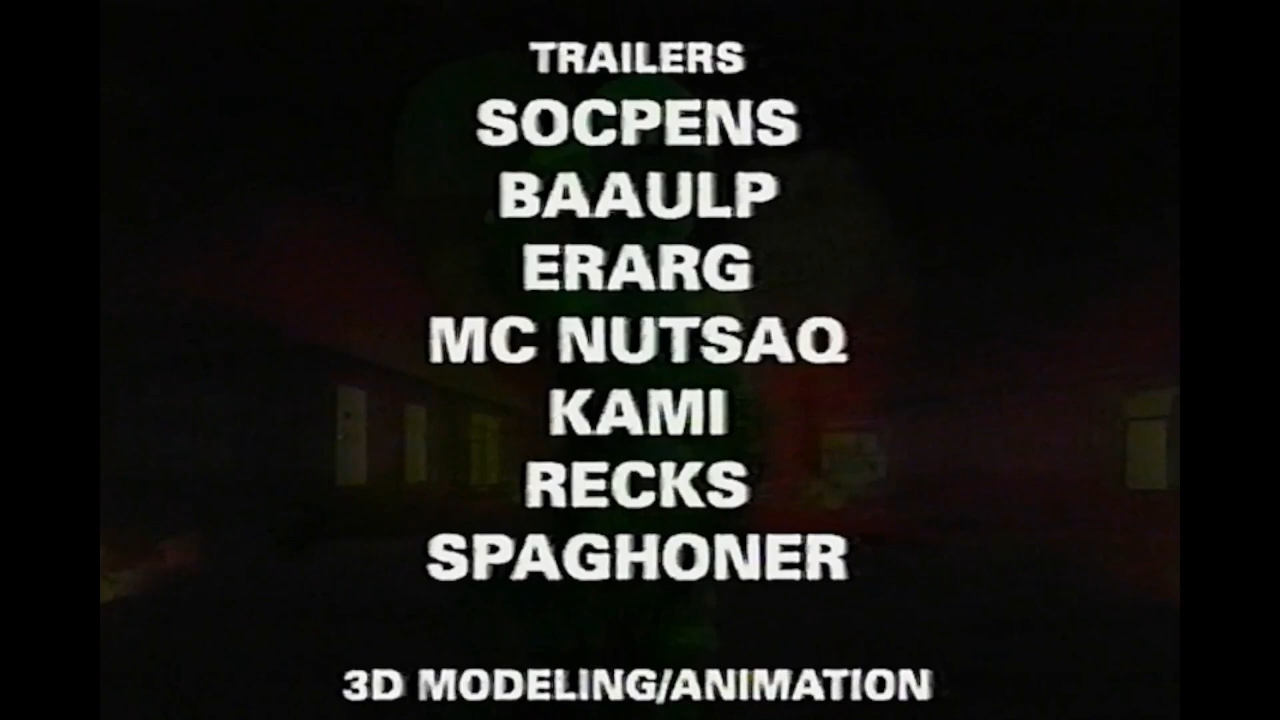 TRAILERS
SOCPENS
BAAULP
ERARG
MC NUTSAQ
KAMI
RECKS
SPAGHONER
3D MODELING/ANIMATION